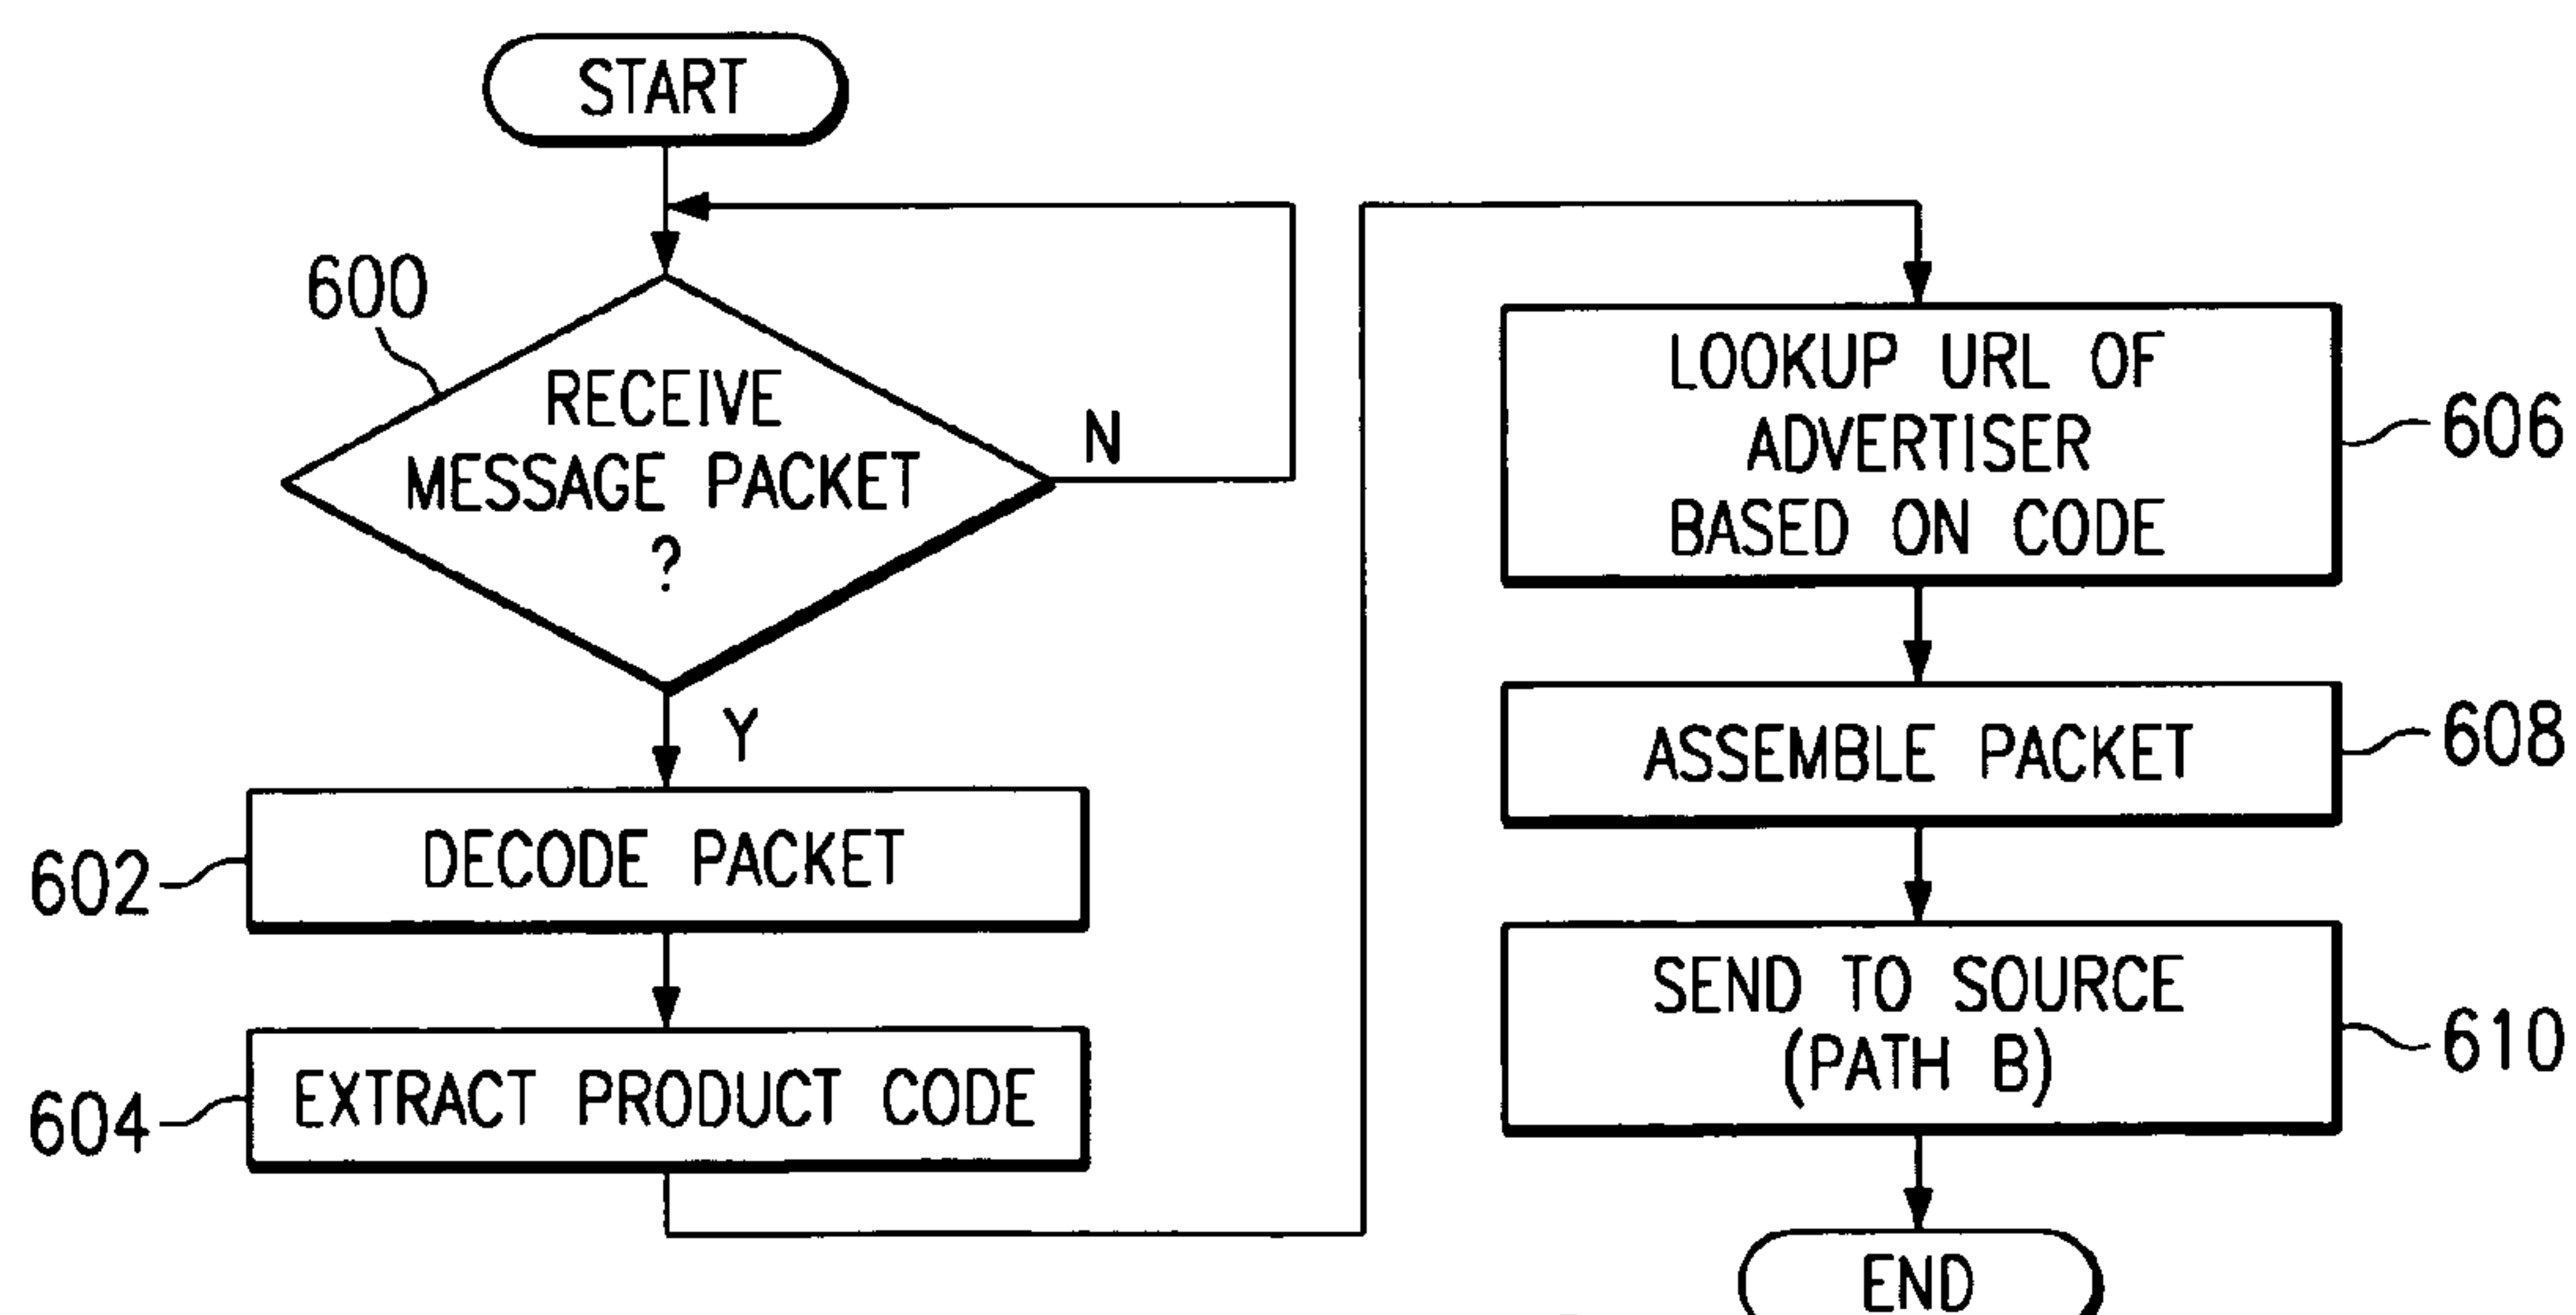 START
600
RECEIVE
MESSAGE PACKET
?
N
Y
602
DECODE PACKET
604
EXTRACT PRODUCT CODE
LOOKUP URL OF
ADVERTISER
BASED ON CODE
606
ASSEMBLE PACKET
608
SEND TO SOURCE
(PATH B)
610
END